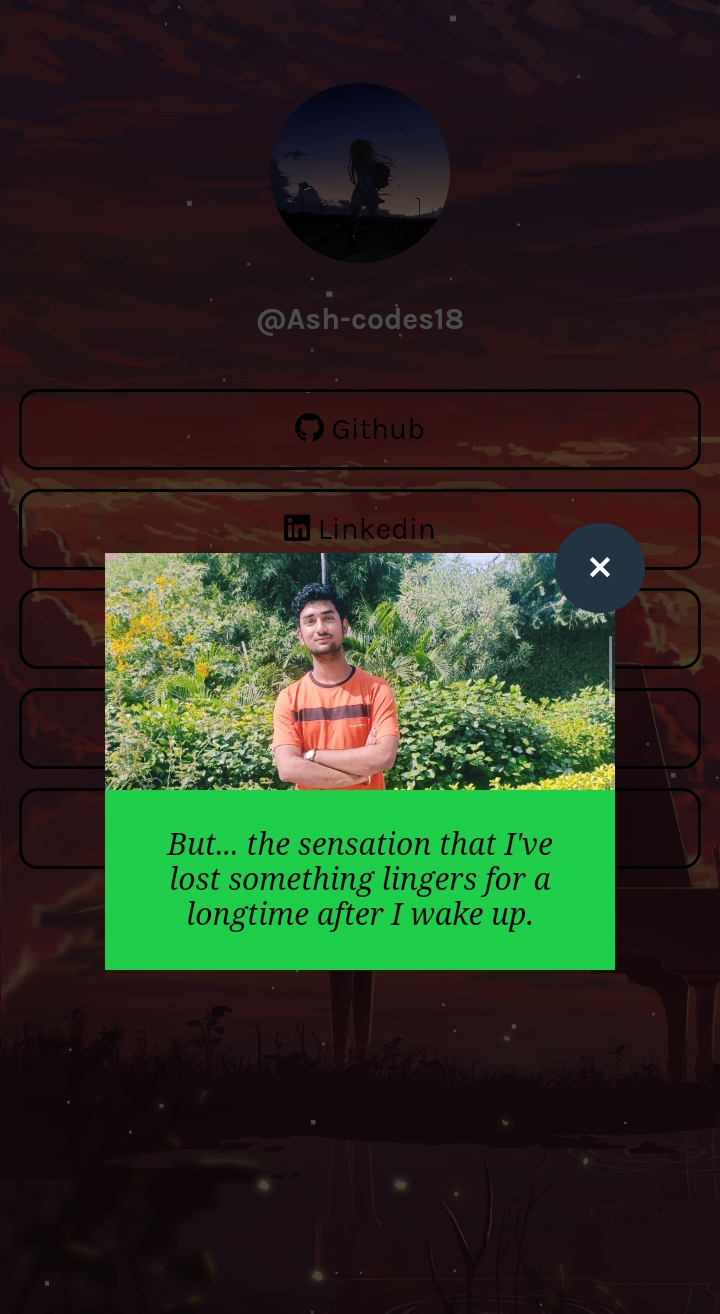 @Ash-codes18
Github
Linkedin
But... the sensation that I've
lost something lingers for a
longtime after I wake up.